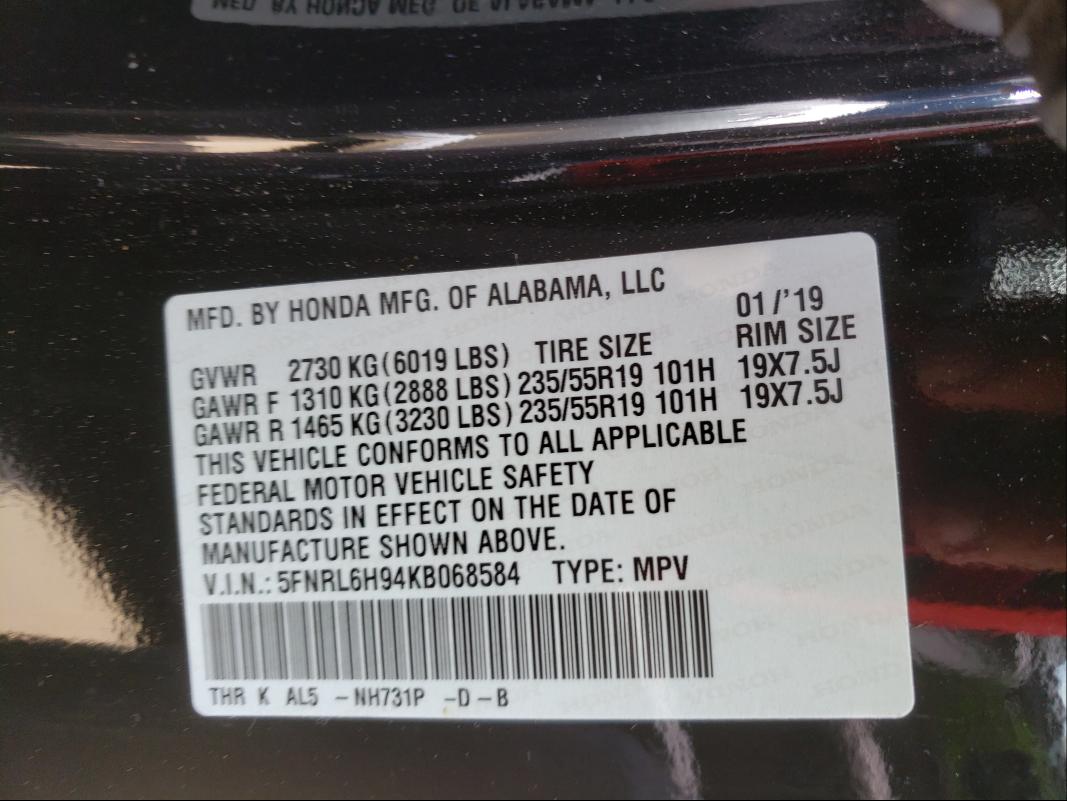 MFD. BY HONDA MFG. OF ALABAMA, LLC 01/'19
GVWR 2730 KG(6019 LBS) TIRE SIZE RIM SIZE
GAWR F 1310 KG(2888 LBS) 235/55R19 101H 19X7.5J
GAWR R 1465 KG(3230 LBS) 235/55R19 101H 19X7.5J
THIS VEHICLE CONFORMS TO ALL APPLICABLE
FEDERAL MOTOR VEHICLE SAFETY
STANDARDS IN EFFECT ON THE DATE OF
MANUFACTURE SHOWN ABOVE.
V.I.N.: 5FNRL6H94KB068584 TYPE: MPV
THR K AL5 -NH731P -D -B